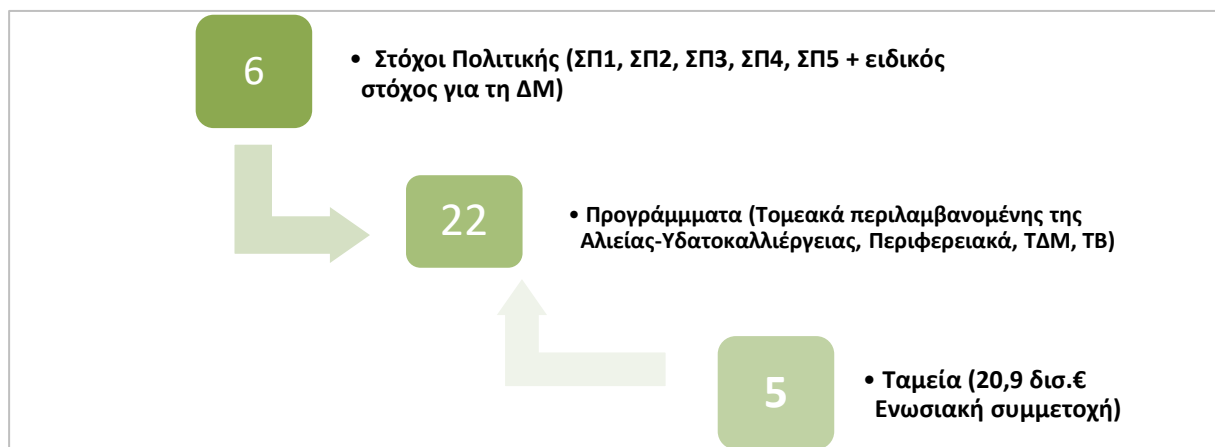 6
• Στόχοι Πολιτικής (ΣΠ1, ΣΠ2, ΣΠ3, ΣΠ4, ΣΠ5 + ειδικός
στόχος για τη ΔΜ)
22
• Προγράμμματα (Τομεακά περιλαμβανομένης της
Αλιείας-Υδατοκαλλιέργειας, Περιφερειακά, ΤΔΜ, ΤΒ)
5
• Ταμεία (20,9 δισ.€
Ενωσιακή συμμετοχή)